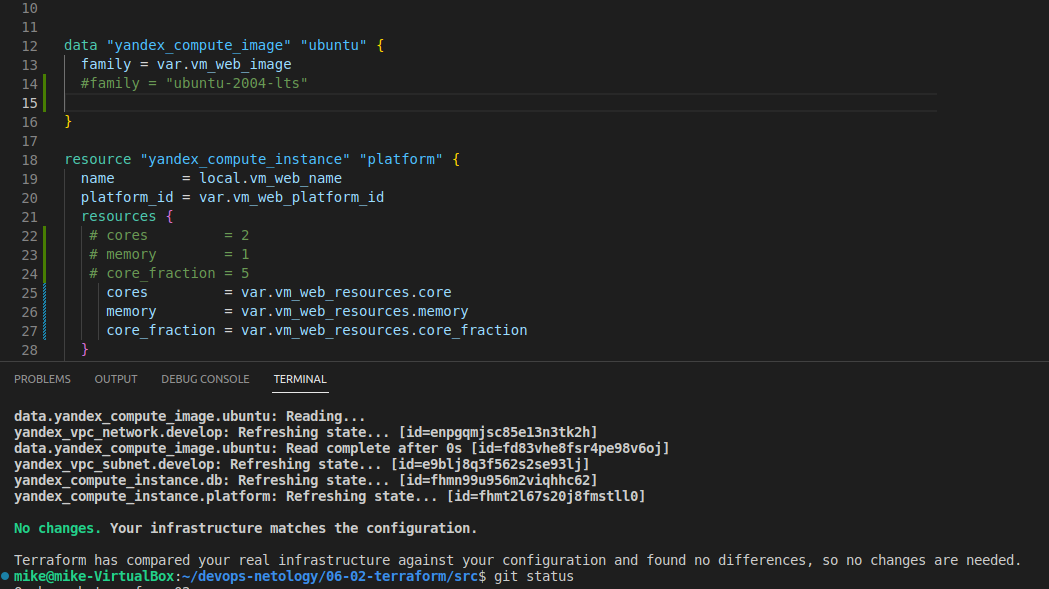 10
11
12 data "yandex_compute_image" "ubuntu" {
13 family = var.vm_web_image
14 #family = "ubuntu-2004-lts"
15
16 }
17
18 resource "yandex_compute_instance" "platform" {
19 name        = local.vm_web_name
20 platform_id = var.vm_web_platform_id
21 resources {
22 # cores         = 2
23 # memory        = 1
24 # core_fraction = 5
25 cores         = var.vm_web_resources.core
26 memory        = var.vm_web_resources.memory
27 core_fraction = var.vm_web_resources.core_fraction
28 }
PROBLEMS OUTPUT DEBUG CONSOLE TERMINAL
data.yandex_compute_image.ubuntu: Reading...
yandex_vpc_network.develop: Refreshing state... [id=enpgqmjsc85e13n3tk2h]
data.yandex_compute_image.ubuntu: Read complete after 0s [id=fd83vhe8fsr4pe98v6oj]
yandex_vpc_subnet.develop: Refreshing state... [id=e9blj8q3f562s2se93lj]
yandex_compute_instance.db: Refreshing state... [id=fhmn99u956m2viqhhc62]
yandex_compute_instance.platform: Refreshing state... [id=fhmt2l67s20j8fmstll0]
No changes. Your infrastructure matches the configuration.
Terraform has compared your real infrastructure against your configuration and found no differences, so no changes are needed.
mike@mike-VirtualBox:~/devops-netology/06-02-terraform/src$ git status